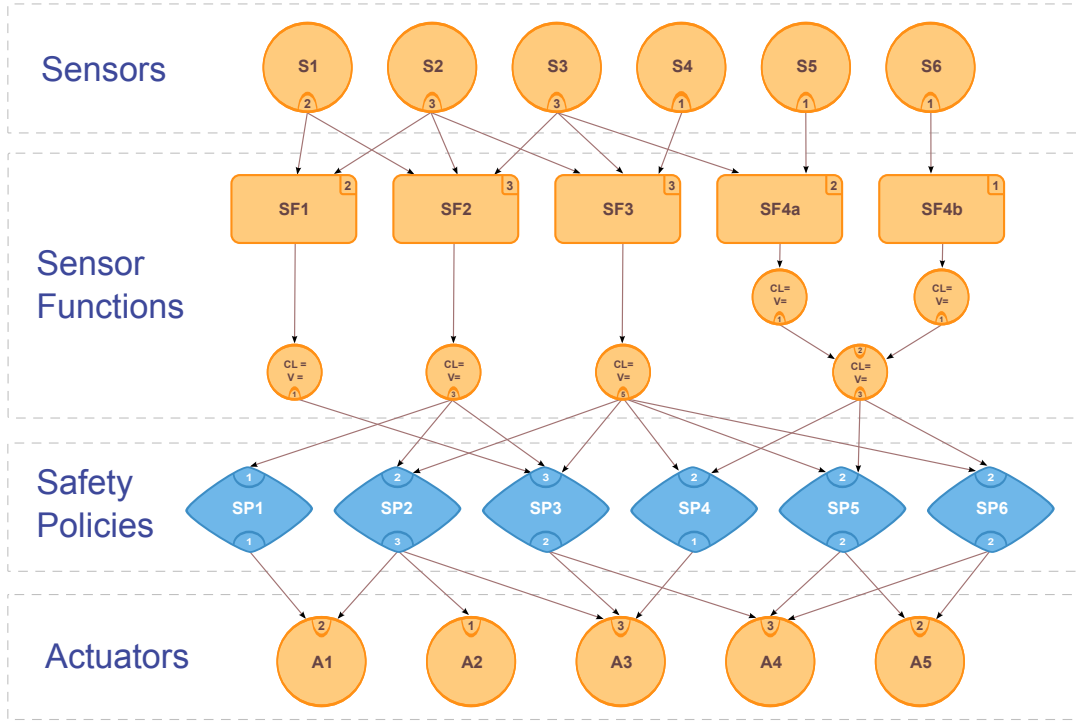 Sensors
S1
S2
S3
S4
S5
S6
2
3
3
1
1
1
Sensor
Functions
2
3
3
2
1
SF1
SF2
SF3
SF4a
SF4b
CL=
V=
1
CL=
V=
1
CL =
V =
1
CL=
V=
3
CL=
V=
5
2
CL=
V=
3
Safety
Policies
1
2
3
2
2
2
SP1
SP2
SP3
SP4
SP5
SP6
1
3
2
1
2
2
Actuators
2
1
3
3
2
A1
A2
A3
A4
A5